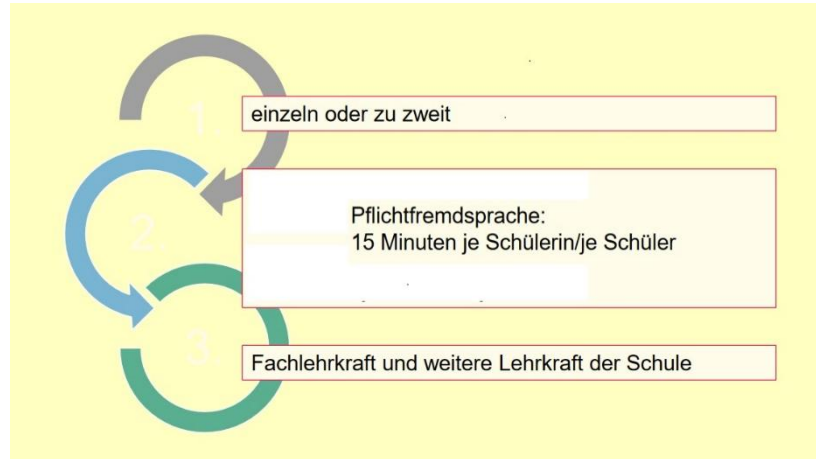 1.
einzeln oder zu zweit
2.
Pflichtfremdsprache:
15 Minuten je Schülerin/je Schüler
3.
Fachlehrkraft und weitere Lehrkraft der Schule